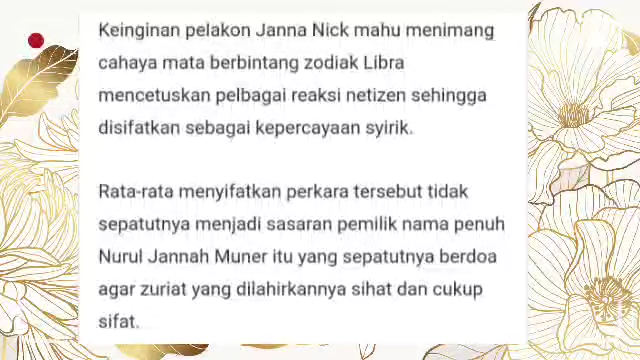 Keinginan pelakon Janna Nick mahu menimang
cahaya mata berbintang zodiak Libra
mencetuskan pelbagai reaksi netizen sehingga
disifatkan sebagai kepercayaan syirik.
Rata-rata menyifatkan perkara tersebut tidak
sepatutnya menjadi sasaran pemilik nama penuh
Nurul Jannah Muner itu yang sepatutnya berdoa
agar zuriat yang dilahirkannya sihat dan cukup
sifat.